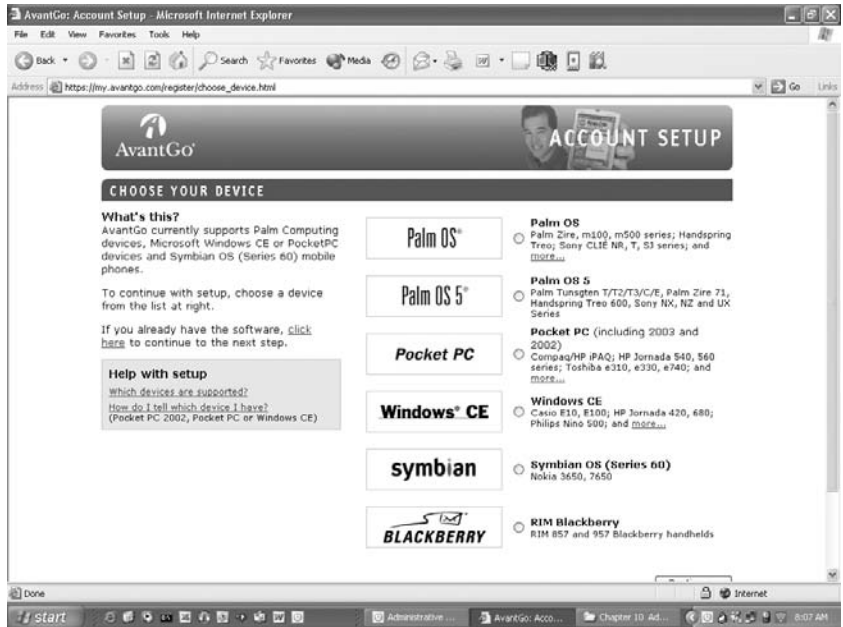 AvantGo: Account Setup - Microsoft Internet Explorer
File Edit View Favorites Tools Help
Back Search Favorites Media
Address https://my.avantgo.com/register/choose_device.html Go Links
AvantGo
ACCOUNT SETUP
CHOOSE YOUR DEVICE
What's this?
AvantGo currently supports Palm Computing
devices, Microsoft Windows CE or PocketPC
devices and Symbian OS (Series 60) mobile
phones.
To continue with setup, choose a device
from the list at right.
If you already have the software, click
here to continue to the next step.
Help with setup
Which devices are supported?
How do I tell which device I have?
(Pocket PC 2002, Pocket PC or Windows CE)
Palm OS
Palm OS
Palm Zire, m100, m500 series; Handspring
Treo; Sony CLIÉ NR, T, SJ series; and
more...
Palm OS 5
Palm OS 5
Palm Tunsgten T/T2/T3/C/E, Palm Zire 71,
Handspring Treo 600, Sony NX, NZ and UX
Series
Pocket PC
Pocket PC (including 2003 and
2002)
Compaq/HP iPAQ; HP Jornada 540, 560
series; Toshiba e310, e330, e740; and
more...
Windows CE
Windows CE
Casio E10, E100; HP Jornada 420, 680;
Philips Nino 500; and more...
symbian
Symbian OS (Series 60)
Nokia 3650, 7650
BLACKBERRY
RIM Blackberry
RIM 857 and 957 Blackberry handhelds
Done Internet
start Administrative ... AvantGo: Acco... Chapter 10 Ad... 8:07 AM